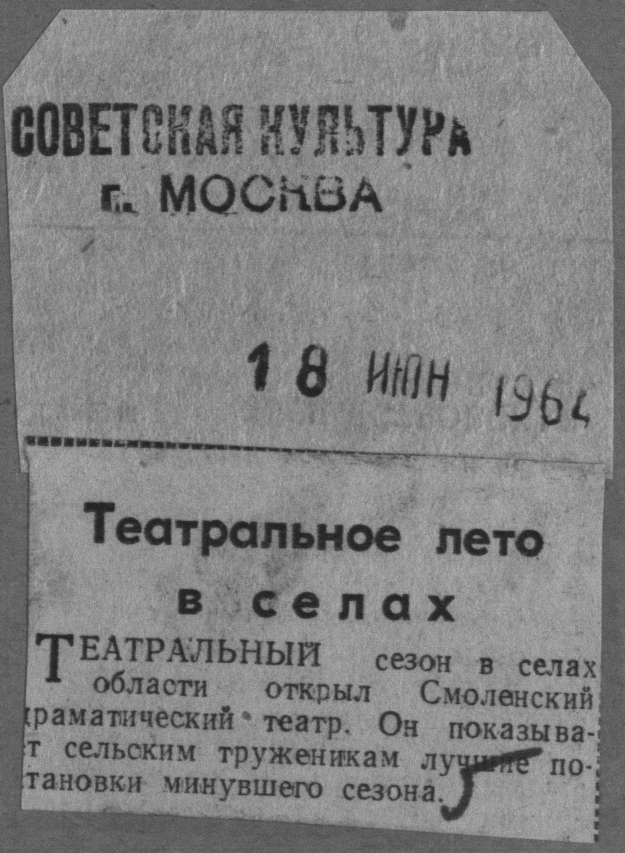 СОВЕТСКАЯ КУЛЬТУРА
г. МОСКВА
18 ИЮН 1964
Театральное лето
в селах
ТЕАТРАЛЬНЫЙ сезон в селах
области открыл Смоленский
драматический театр. Он показыва-
ет сельским труженикам лучшие по-
становки минувшего сезона.